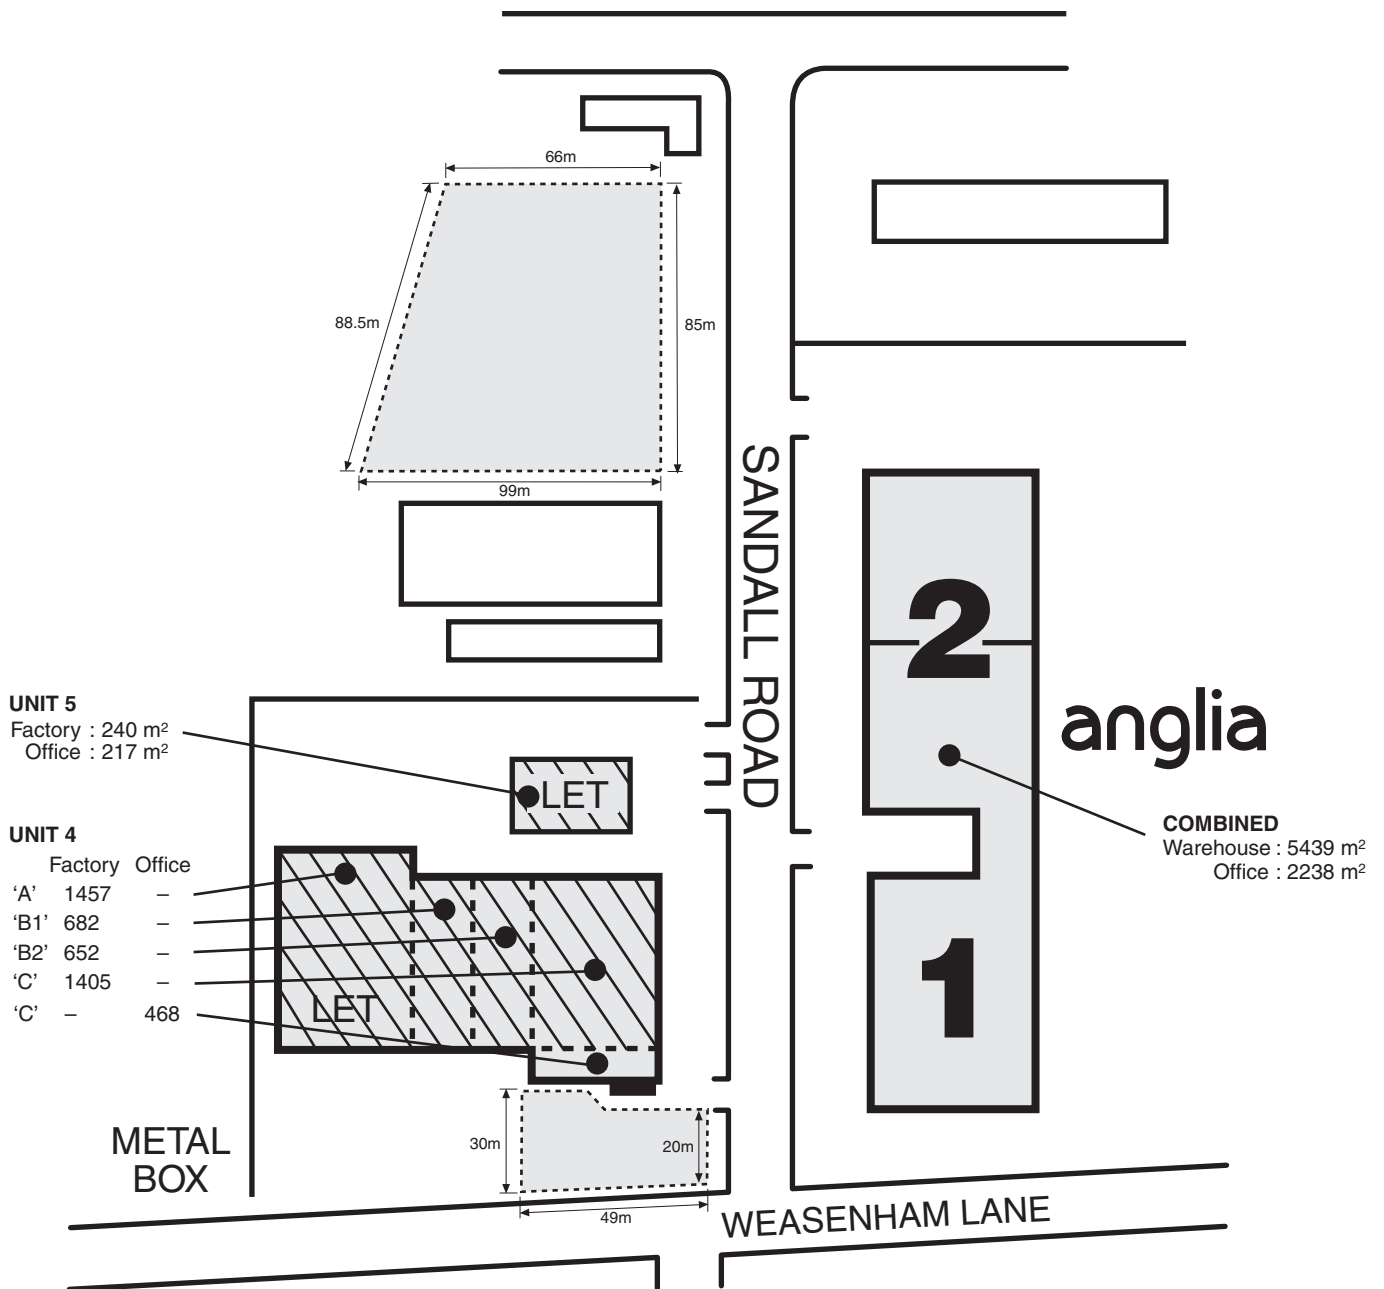 66m
88.5m
85m
99m
SANDALL ROAD
2
anglia
UNIT 5
Factory : 240 m²
Office : 217 m²
LET
COMBINED
Warehouse : 5439 m²
Office : 2238 m²
UNIT 4
Factory Office
‘A’ 1457 –
‘B1’ 682 –
‘B2’ 652 –
‘C’ 1405 –
‘C’ – 468
LET
1
METAL
BOX
30m
20m
49m
WEASENHAM LANE